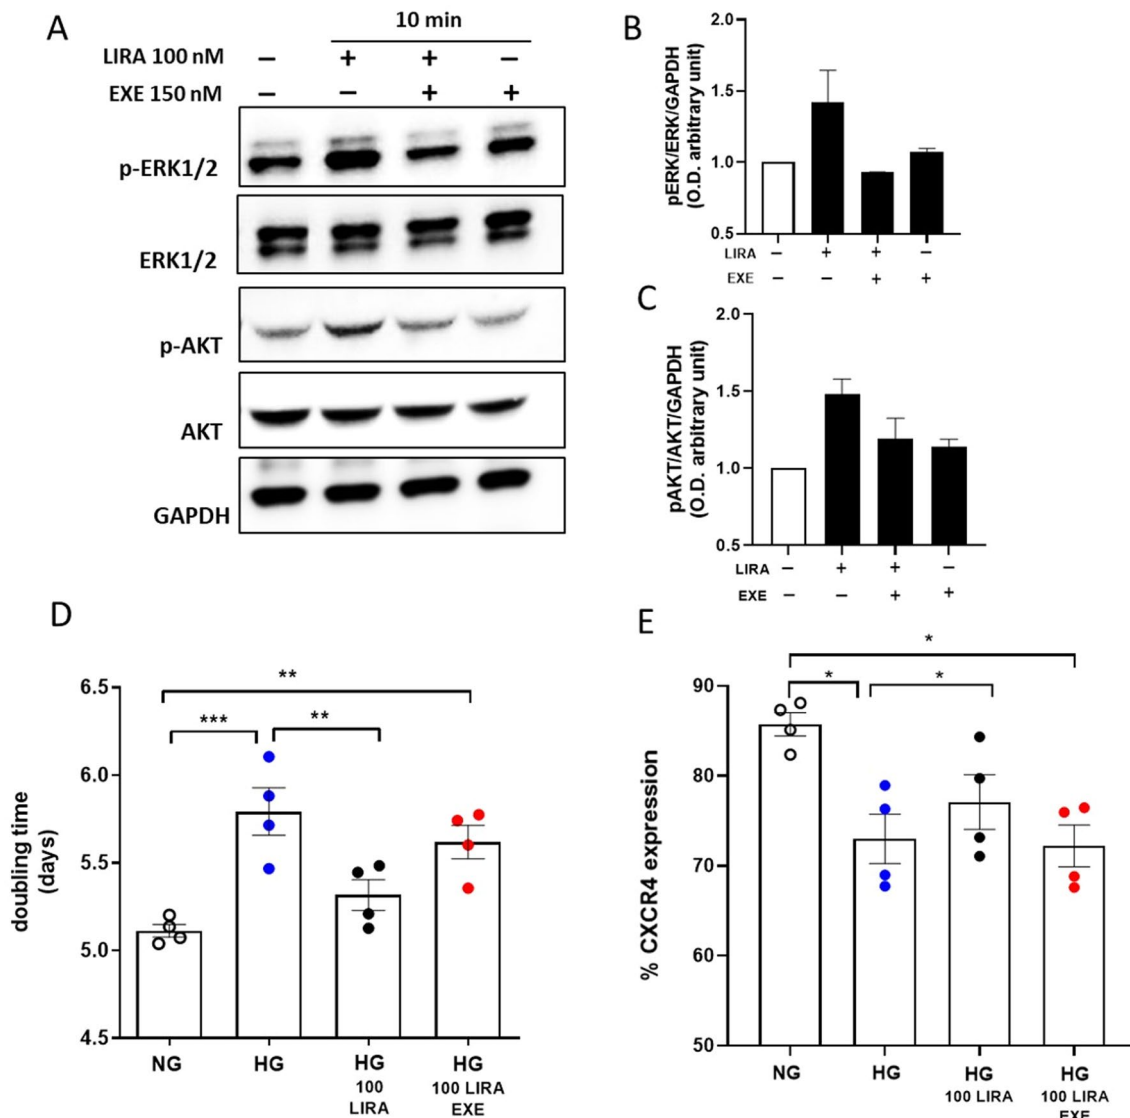 A
10 min
LIRA 100 nM − + + −
EXE 150 nM − − + +
p-ERK1/2
ERK1/2
p-AKT
AKT
GAPDH
B
pERK/ERK/GAPDH
(O.D. arbitrary unit)
2.0
1.5
1.0
0.5
LIRA − + + −
EXE − − + +
C
pAKT/AKT/GAPDH
(O.D. arbitrary unit)
2.0
1.5
1.0
0.5
LIRA − + + −
EXE − − + +
D
doubling time
(days)
6.5
6.0
5.5
5.0
4.5
**
*** **
NG HG HG HG
100 100 LIRA
LIRA EXE
E
% CXCR4 expression
90
80
70
60
50
*
* *
NG HG HG HG
100 LIRA 100 LIRA
EXE